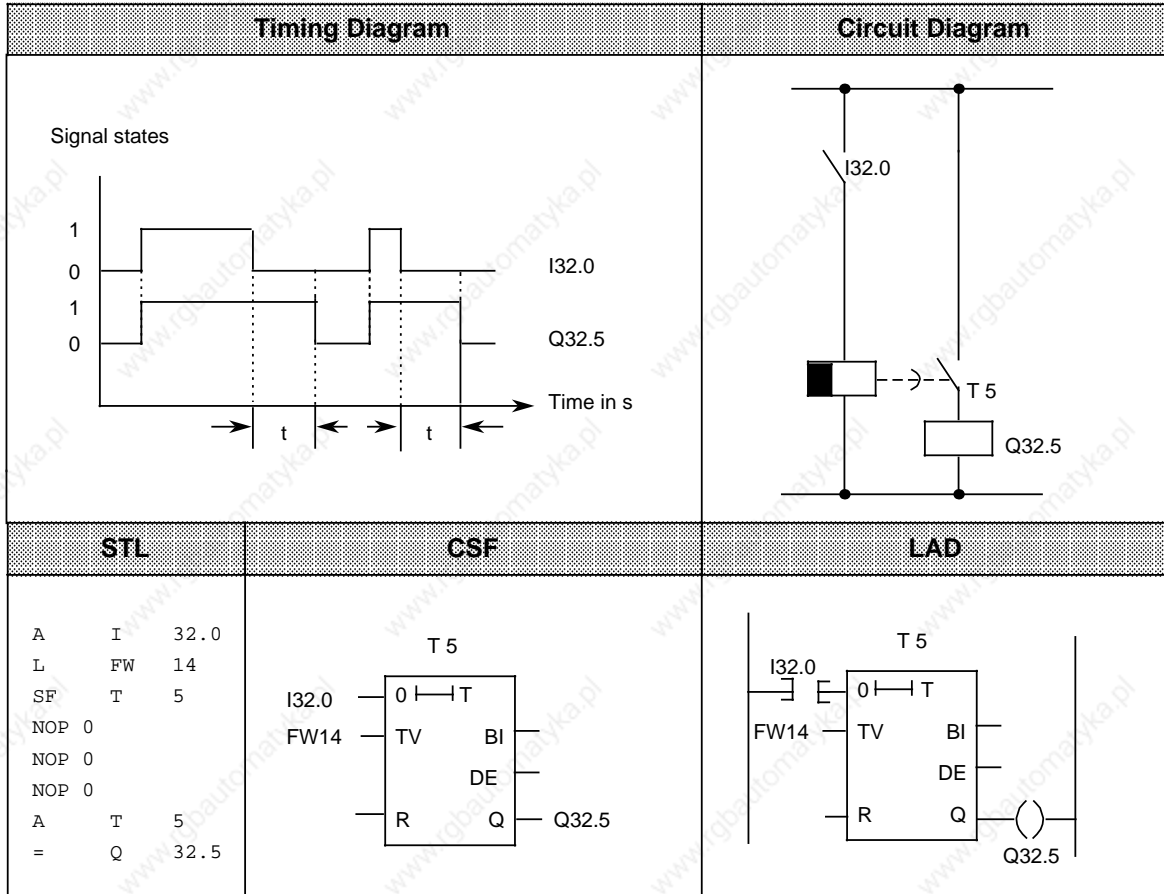 Timing Diagram
Circuit Diagram
Signal states
1
0
I32.0
1
0
Q32.5
Time in s
t
t
I32.0
T 5
Q32.5
STL
CSF
LAD
A I 32.0
L FW 14
SF T 5
NOP 0
NOP 0
NOP 0
A T 5
= Q 32.5
T 5
I32.0
0 T
FW14
TV
BI
DE
R
Q
Q32.5
T 5
I32.0
0 T
FW14
TV
BI
DE
R
Q
Q32.5
www.rgbautomatyka.pl